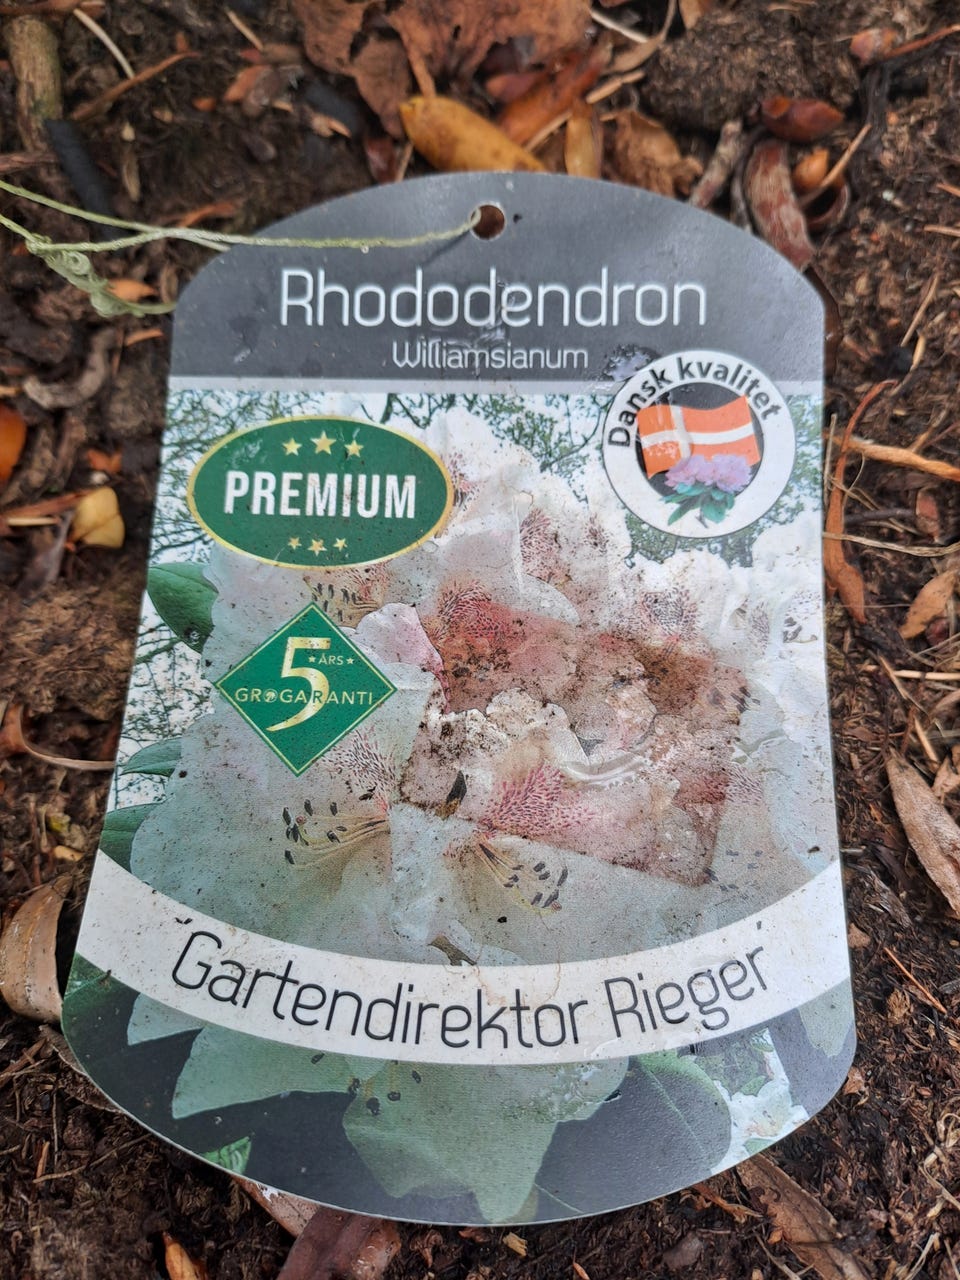 Rhododendron
Williamsianum
Dansk kvalitet
PREMIUM
5
ÅRS
GROGARANTI
'Gartendirektor Rieger'